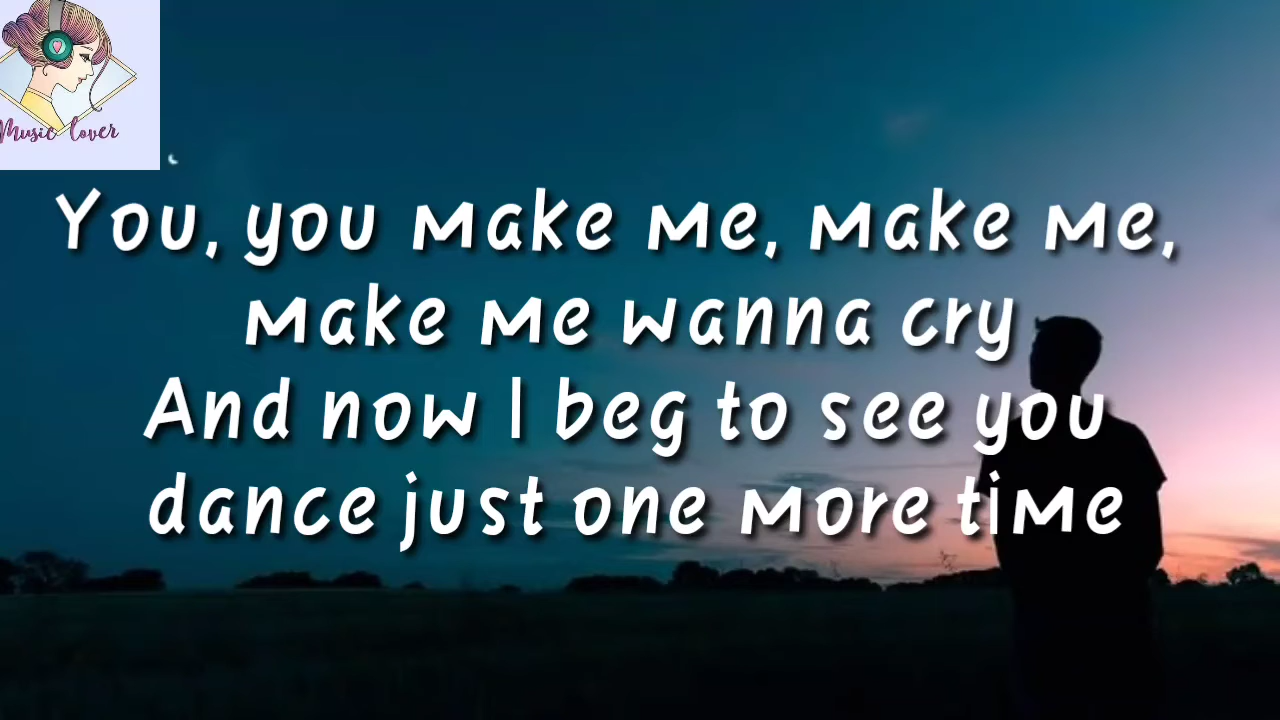 Music lover
You, you make me, make me,
make me wanna cry
And now I beg to see you
dance just one more time